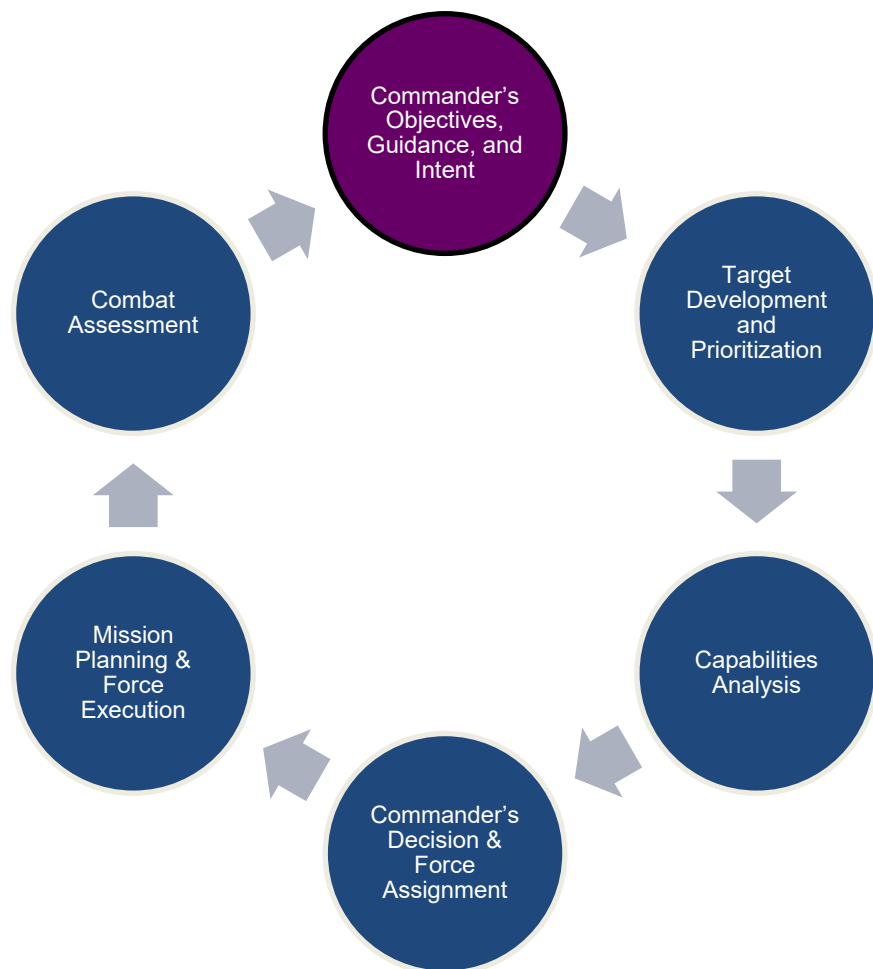 Commander’s
Objectives,
Guidance, and
Intent
Target
Development
and
Prioritization
Capabilities
Analysis
Commander’s
Decision &
Force
Assignment
Mission
Planning &
Force
Execution
Combat
Assessment